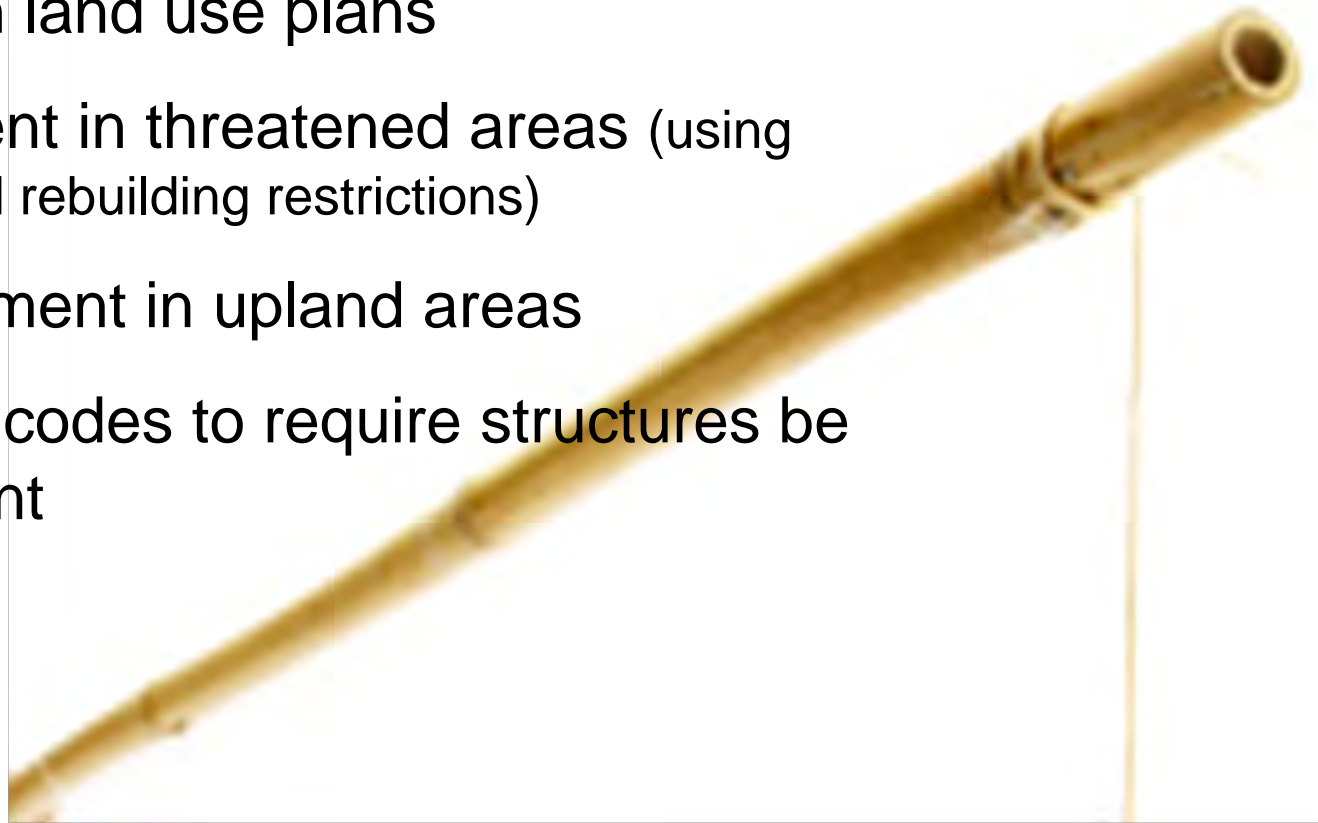 land use plans
ent in threatened areas (using
rebuilding restrictions)
ment in upland areas
codes to require structures be
nt